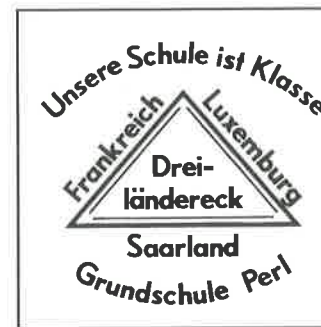 Unsere Schule ist Klasse
Frankreich
Luxemburg
Drei-
ländereck
Saarland
Grundschule Perl